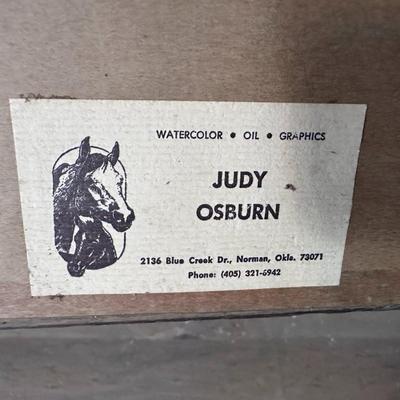 WATERCOLOR • OIL • GRAPHICS
JUDY
OSBURN
2136 Blue Creek Dr., Norman, Okla. 73071
Phone: (405) 321-6942